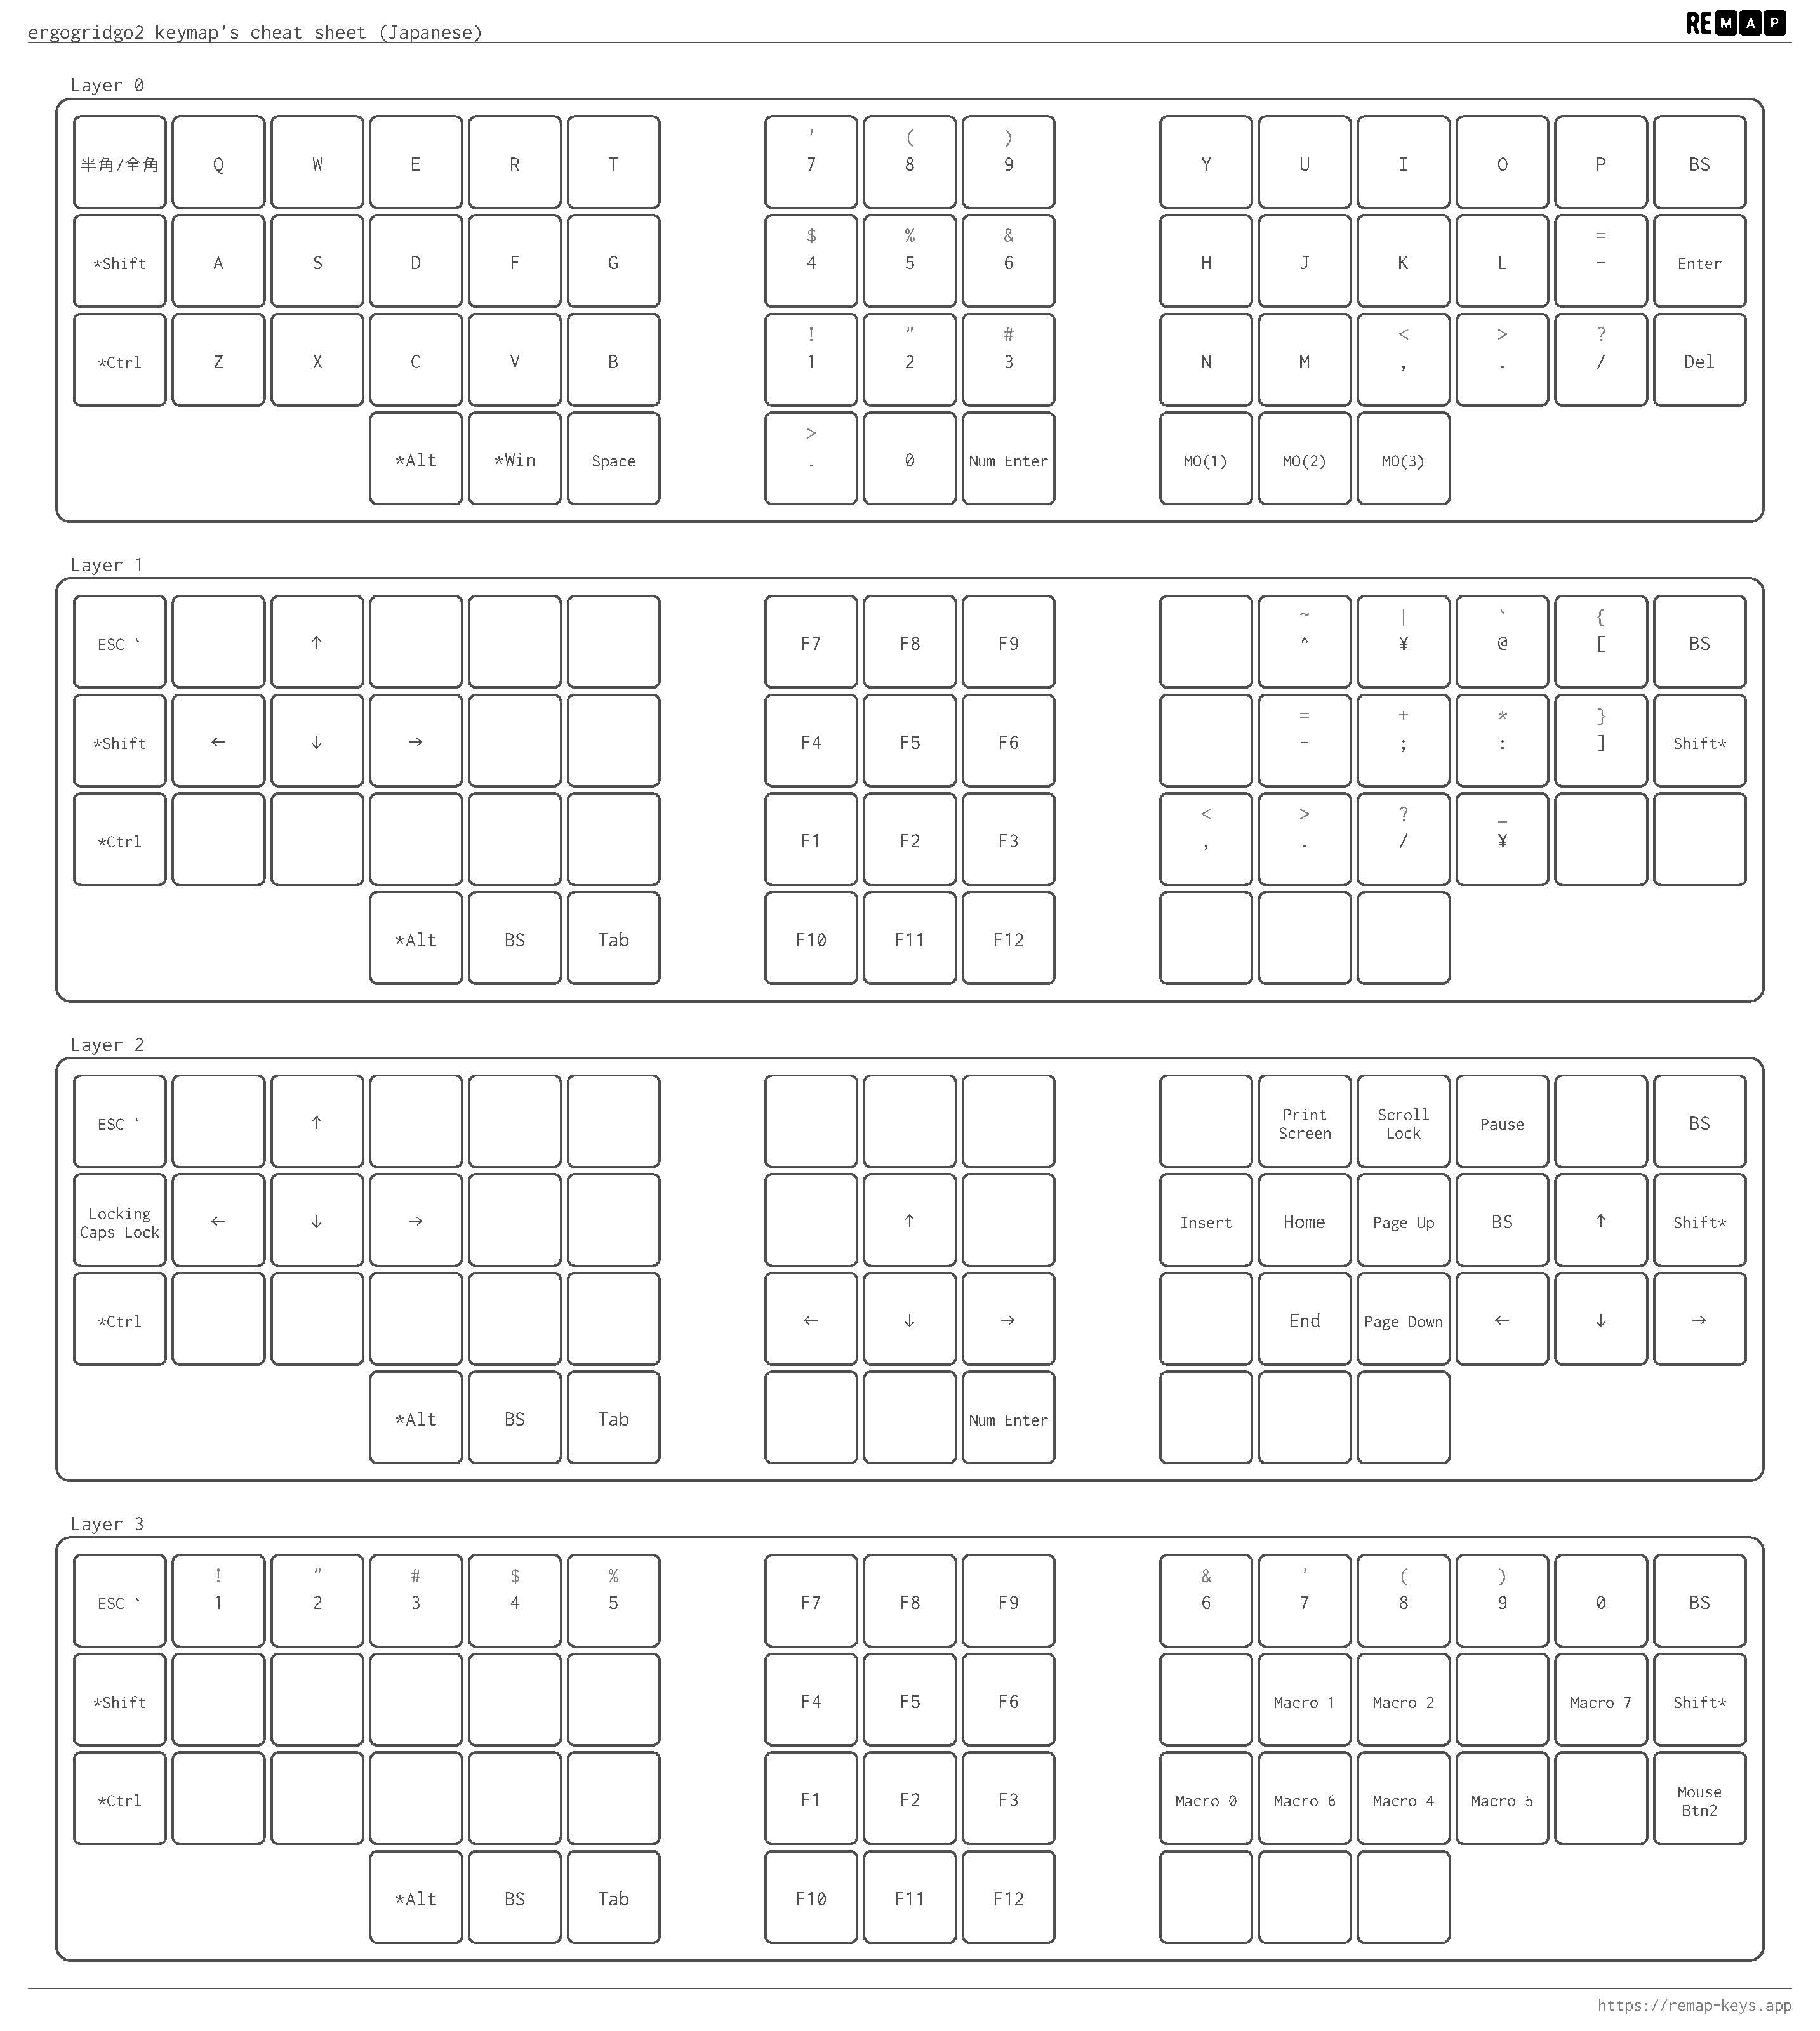 ergogridgo2 keymap's cheat sheet (Japanese)
REMAP
Layer 0
半角/全角 Q W E R T ' 7 ( 8 ) 9 Y U I O P BS
*Shift A S D F G $ 4 % 5 & 6 H J K L = - Enter
*Ctrl Z X C V B ! 1 " 2 # 3 N M < , > . ? / Del
*Alt *Win Space > . 0 Num Enter MO(1) MO(2) MO(3)
Layer 1
ESC ` ↑ F7 F8 F9 ~ ^ | ¥ ` @ { [ BS
*Shift ← ↓ → F4 F5 F6 = - + ; * : } ] Shift*
*Ctrl F1 F2 F3 < , > . ? / _ ¥
*Alt BS Tab F10 F11 F12
Layer 2
ESC ` ↑ Print Screen Scroll Lock Pause BS
Locking Caps Lock ← ↓ → ↑ Insert Home Page Up BS ↑ Shift*
*Ctrl ← ↓ → End Page Down ← ↓ →
*Alt BS Tab Num Enter
Layer 3
ESC ` ! 1 " 2 # 3 $ 4 % 5 F7 F8 F9 & 6 ' 7 ( 8 ) 9 0 BS
*Shift F4 F5 F6 Macro 1 Macro 2 Macro 7 Shift*
*Ctrl F1 F2 F3 Macro 0 Macro 6 Macro 4 Macro 5 Mouse Btn2
*Alt BS Tab F10 F11 F12
https://remap-keys.app